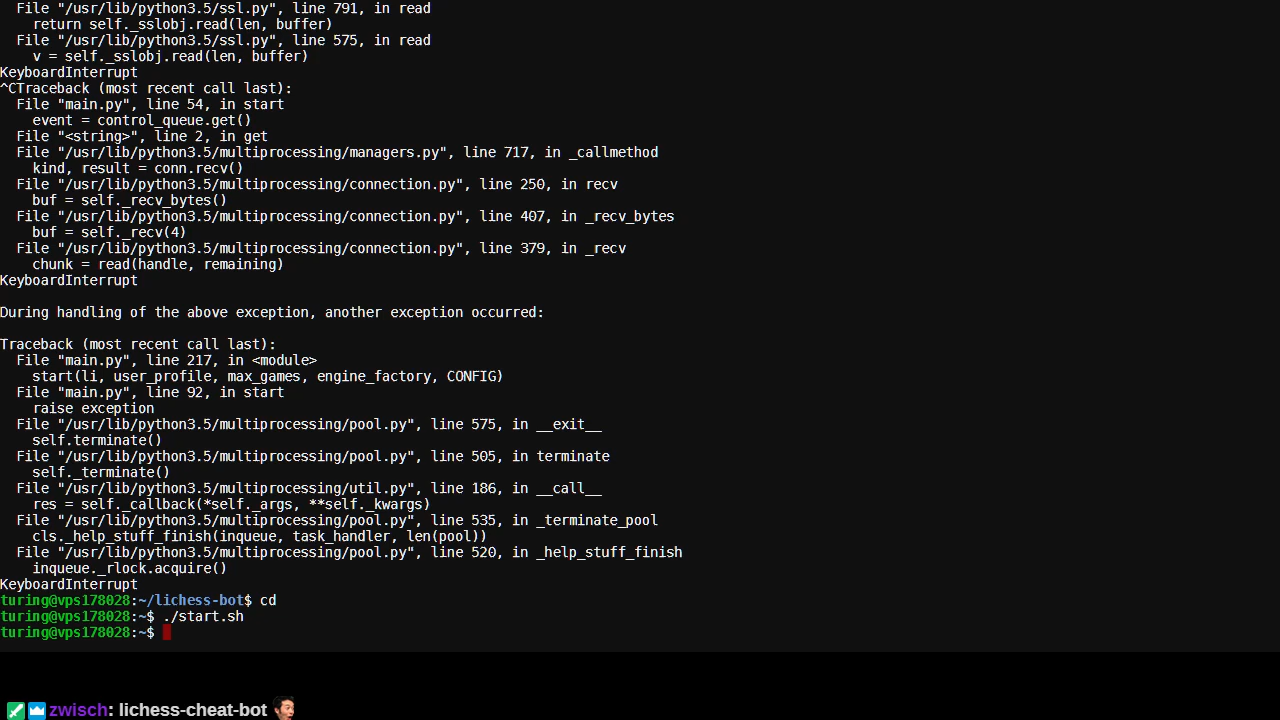 File "/usr/lib/python3.5/ssl.py", line 791, in read
return self._sslobj.read(len, buffer)
File "/usr/lib/python3.5/ssl.py", line 575, in read
v = self._sslobj.read(len, buffer)
KeyboardInterrupt
^CTraceback (most recent call last):
File "main.py", line 54, in start
event = control_queue.get()
File "<string>", line 2, in get
File "/usr/lib/python3.5/multiprocessing/managers.py", line 717, in _callmethod
kind, result = conn.recv()
File "/usr/lib/python3.5/multiprocessing/connection.py", line 250, in recv
buf = self._recv_bytes()
File "/usr/lib/python3.5/multiprocessing/connection.py", line 407, in _recv_bytes
buf = self._recv(4)
File "/usr/lib/python3.5/multiprocessing/connection.py", line 379, in _recv
chunk = read(handle, remaining)
KeyboardInterrupt
During handling of the above exception, another exception occurred:
Traceback (most recent call last):
File "main.py", line 217, in <module>
start(li, user_profile, max_games, engine_factory, CONFIG)
File "main.py", line 92, in start
raise exception
File "/usr/lib/python3.5/multiprocessing/pool.py", line 575, in __exit__
self.terminate()
File "/usr/lib/python3.5/multiprocessing/pool.py", line 505, in terminate
self._terminate()
File "/usr/lib/python3.5/multiprocessing/util.py", line 186, in __call__
res = self._callback(*self._args, **self._kwargs)
File "/usr/lib/python3.5/multiprocessing/pool.py", line 535, in _terminate_pool
cls._help_stuff_finish(inqueue, task_handler, len(pool))
File "/usr/lib/python3.5/multiprocessing/pool.py", line 520, in _help_stuff_finish
inqueue._rlock.acquire()
KeyboardInterrupt
turing@vps178028:~/lichess-bot$ cd
turing@vps178028:~$ ./start.sh
turing@vps178028:~$
zwisch: lichess-cheat-bot